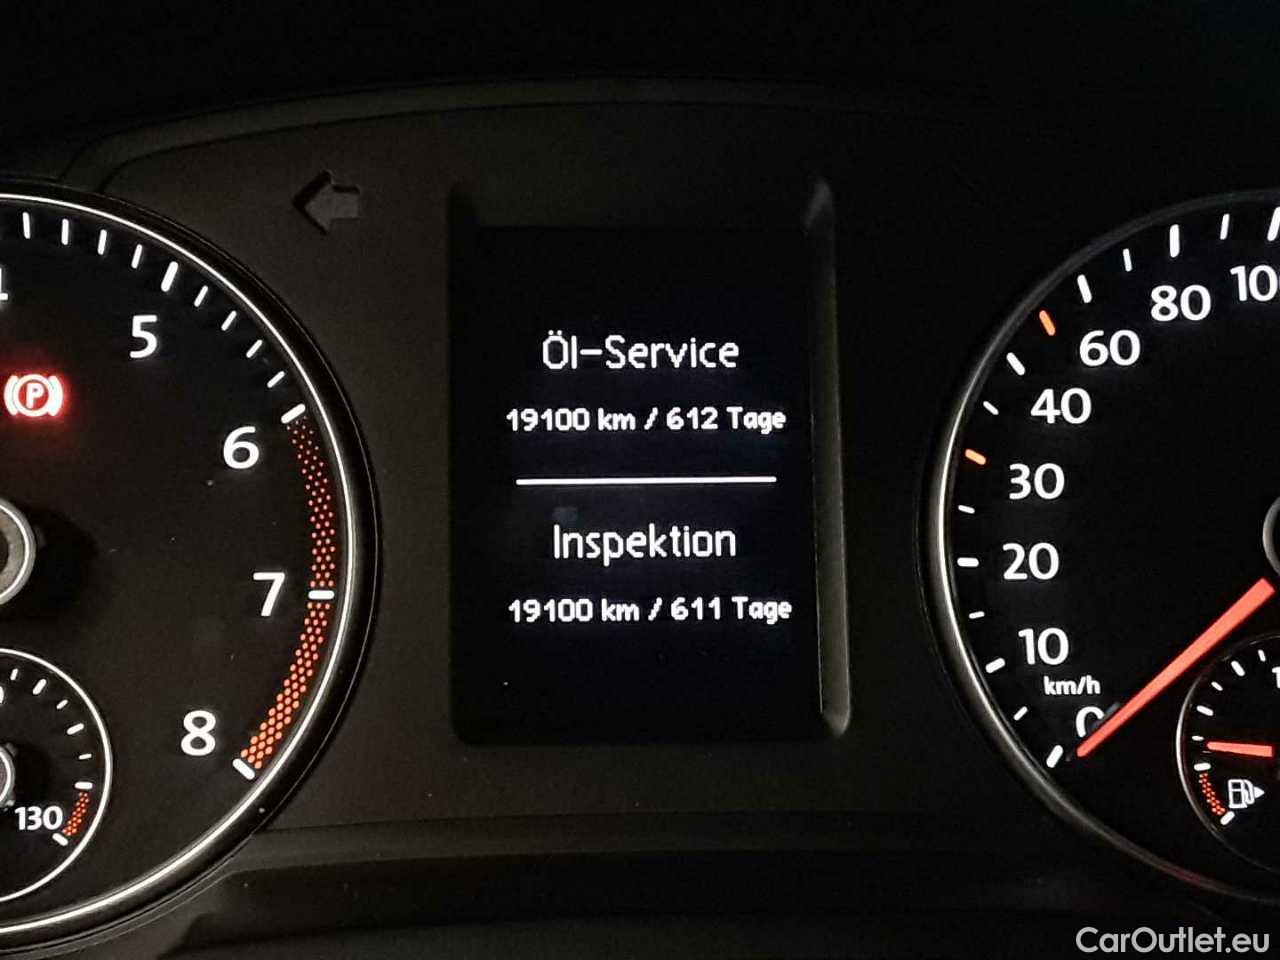 Öl-Service
19100 km / 612 Tage
Inspektion
19100 km / 611 Tage
5
6
7
8
130
P
100
80
60
40
30
20
10
km/h
0
CarOutlet.eu